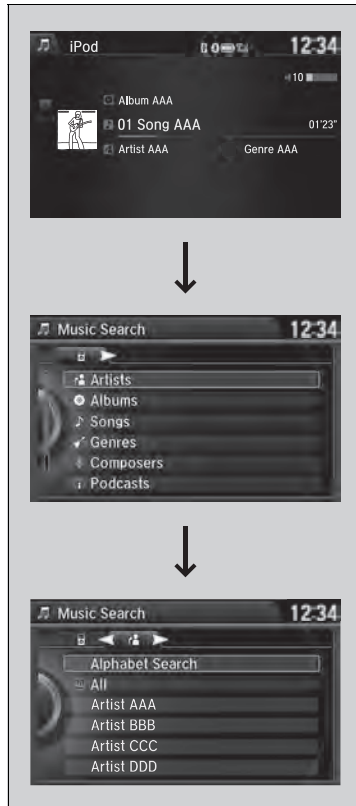 iPod 12:34
10
Album AAA
01 Song AAA 01'23"
Artist AAA Genre AAA
Music Search 12:34
Artists
Albums
Songs
Genres
Composers
Podcasts
Music Search 12:34
Alphabet Search
All
Artist AAA
Artist BBB
Artist CCC
Artist DDD